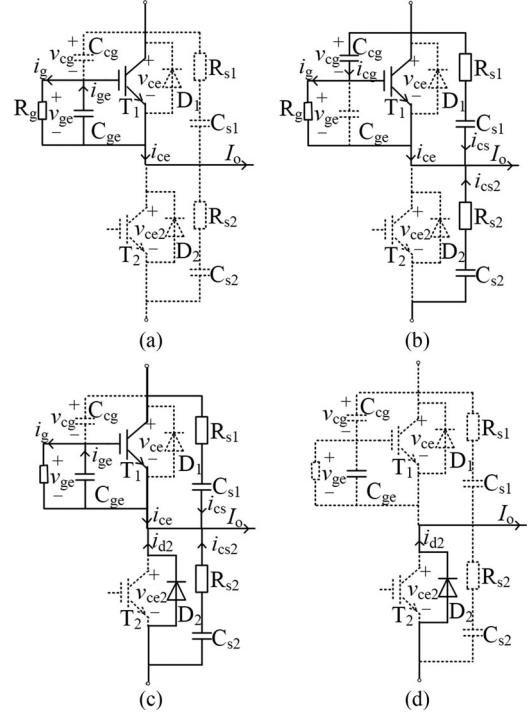 C_cg
+
v_cg
−
R_s1
i_g
+
v_ce
−
i_ge
T_1
D_1
R_g
+
v_ge
−
C_ge
C_s1
i_ce
I_o
+
v_ce2
−
T_2
D_2
R_s2
C_s2
(a)
C_cg
+
v_cg
−
R_s1
i_g
i_cg
+
v_ce
−
T_1
D_1
R_g
+
v_ge
−
C_ge
C_s1
i_cs
i_ce
I_o
i_cs2
+
v_ce2
−
T_2
D_2
R_s2
C_s2
(b)
C_cg
+
v_cg
−
R_s1
i_g
+
v_ce
−
i_ge
T_1
D_1
+
v_ge
−
C_ge
C_s1
i_cs
i_ce
I_o
i_d2
i_cs2
+
v_ce2
−
T_2
D_2
R_s2
C_s2
(c)
C_cg
+
v_cg
−
R_s1
+
v_ce
−
T_1
D_1
+
v_ge
−
C_ge
C_s1
I_o
i_d2
+
v_ce2
−
T_2
D_2
R_s2
C_s2
(d)